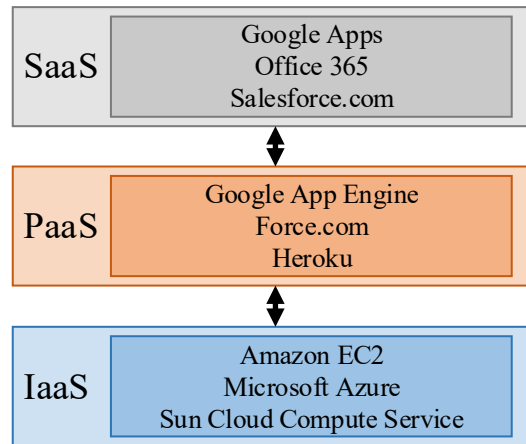 SaaS
Google Apps
Office 365
Salesforce.com
PaaS
Google App Engine
Force.com
Heroku
IaaS
Amazon EC2
Microsoft Azure
Sun Cloud Compute Service